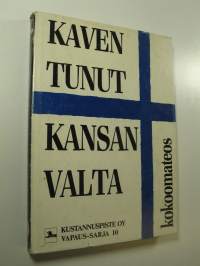 KAVEN
TUNUT
KANSAN
VALTA
kokoomateos
KUSTANNUSPISTE OY
VAPAUS-SARJA 10